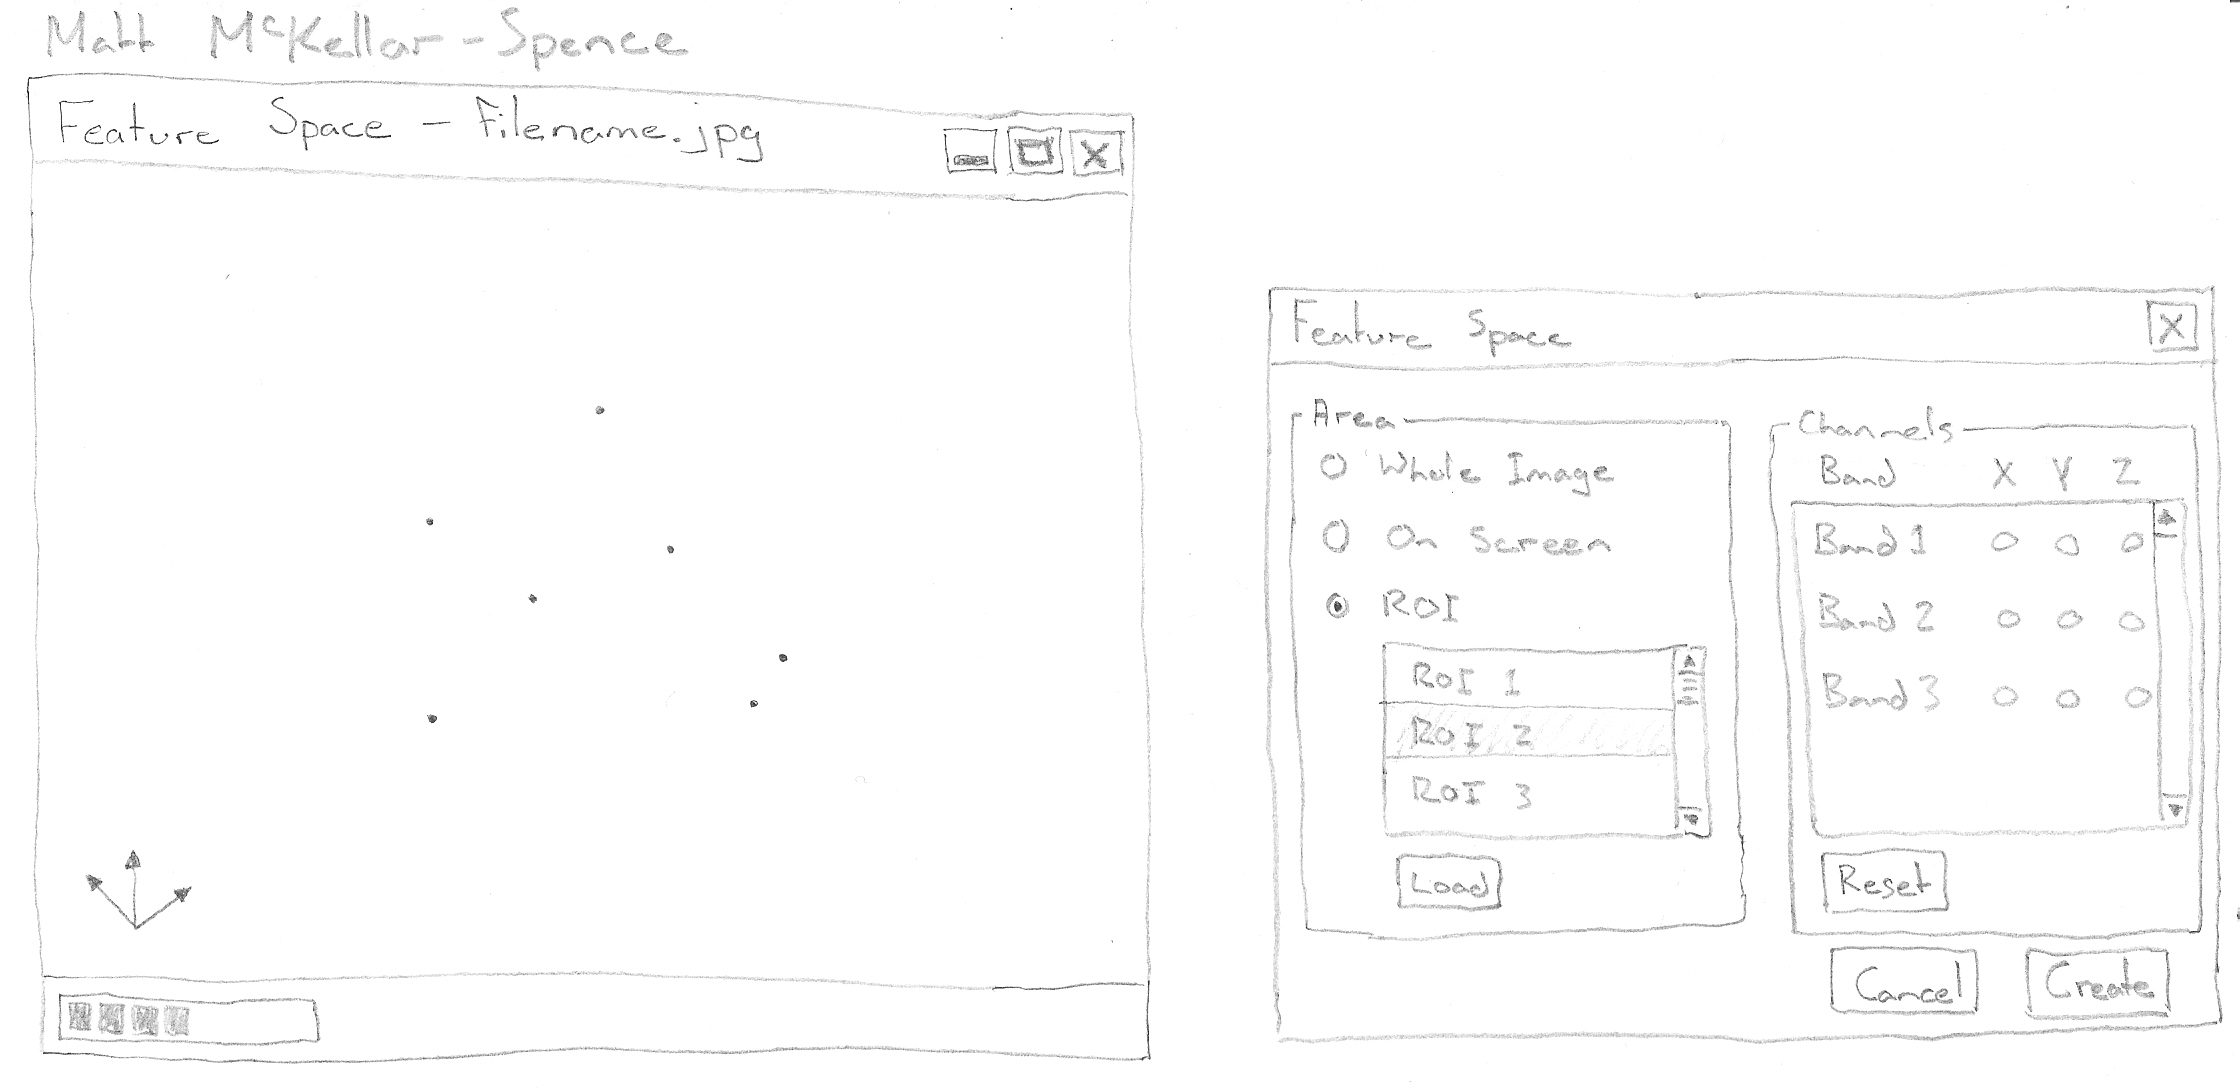 Matt McKellar-Spence
Feature Space - Filename.jpg
X
Feature Space
X
Area
Whole Image
On Screen
ROI
ROI 1
ROI 2
ROI 3
Load
Channels
Band X Y Z
Band 1
Band 2
Band 3
Reset
Cancel
Create